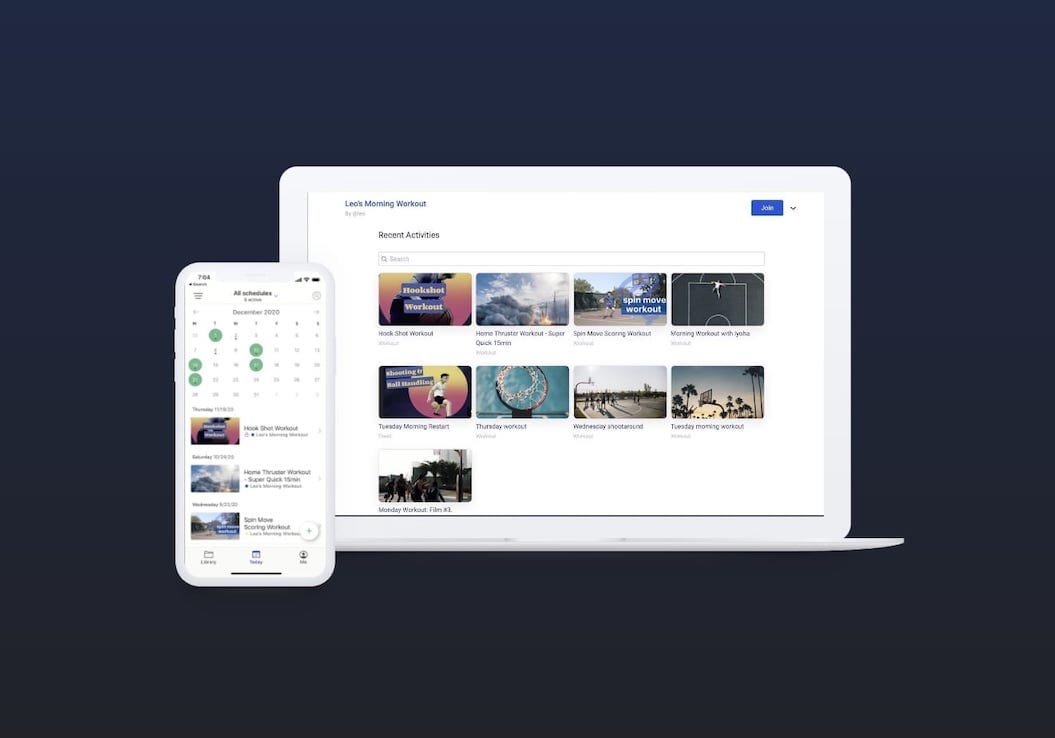 Leo's Morning Workout
By @leo
Join
Recent Activities
Search
Hookshot
Workout
spin move
workout
Hook Shot Workout
Workout
Home Thruster Workout - Super
Quick 15min
Workout
Spin Move Scoring Workout
Workout
Morning Workout with Iyoha
Workout
Shooting &
Ball Handling
Tuesday Morning Restart
Event
Thursday workout
Workout
Wednesday shootaround
Workout
Tuesday morning workout
Workout
Monday Workout: Film #3.
7:04
Search
All schedules
5 active
December 2020
M T W T F S S
30 1 2 3 4 5 6
7 8 9 10 11 12 13
14 15 16 17 18 19 20
21 22 23 24 25 26 27
28 29 30 31 1 2 3
Thursday 11/19/20
Hookshot
Workout
Hook Shot Workout
Leo's Morning Workout
Saturday 10/24/20
Home Thruster Workout
- Super Quick 15min
Leo's Morning Workout
Wednesday 9/23/20
spin move
workout
Spin Move
Scoring Workout
Leo's Morning Workou
Library
Today
Me